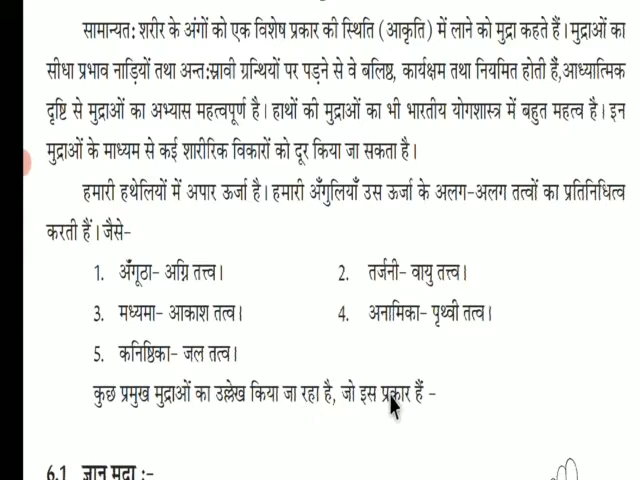 सामान्यत: शरीर के अंगों को एक विशेष प्रकार की स्थिति (आकृति) में लाने को मुद्रा कहते हैं। मुद्राओं का
सीधा प्रभाव नाड़ियों तथा अन्त:स्रावी ग्रन्थियों पर पड़ने से वे बलिष्ठ, कार्यक्षम तथा नियमित होती हैं,आध्यात्मिक
दृष्टि से मुद्राओं का अभ्यास महत्वपूर्ण है। हाथों की मुद्राओं का भी भारतीय योगशास्त्र में बहुत महत्व है। इन
मुद्राओं के माध्यम से कई शारीरिक विकारों को दूर किया जा सकता है।
हमारी हथेलियों में अपार ऊर्जा है। हमारी अँगुलियाँ उस ऊर्जा के अलग-अलग तत्वों का प्रतिनिधित्व
करती हैं। जैसे-
1. अँगूठा- अग्नि तत्त्व। 2. तर्जनी- वायु तत्त्व।
3. मध्यमा- आकाश तत्व। 4. अनामिका- पृथ्वी तत्व।
5. कनिष्ठिका- जल तत्व।
कुछ प्रमुख मुद्राओं का उल्लेख किया जा रहा है, जो इस प्रकार हैं -
6.1 ज्ञान मुद्रा :-